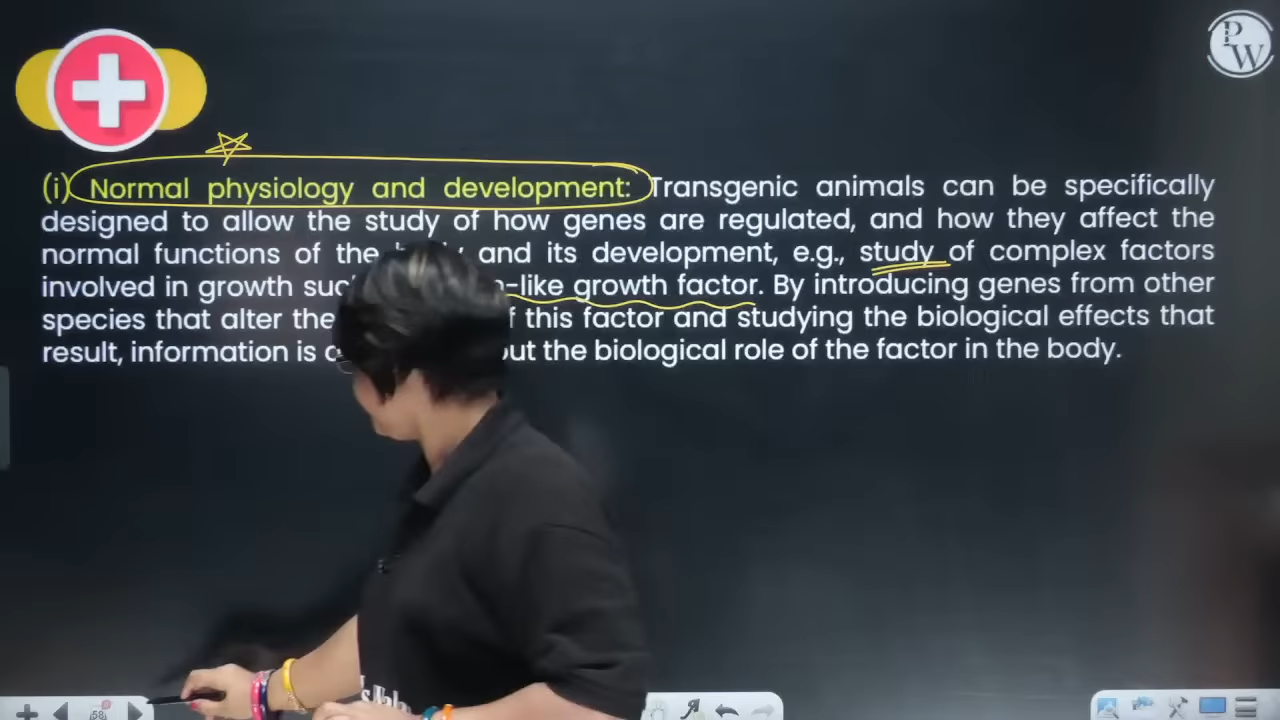 P
W
(i) Normal physiology and development: Transgenic animals can be specifically
designed to allow the study of how genes are regulated, and how they affect the
normal functions of the and its development, e.g., study of complex factors
involved in growth -like growth factor. By introducing genes from other
species that alter the this factor and studying the biological effects that
result, information is the biological role of the factor in the body.
58